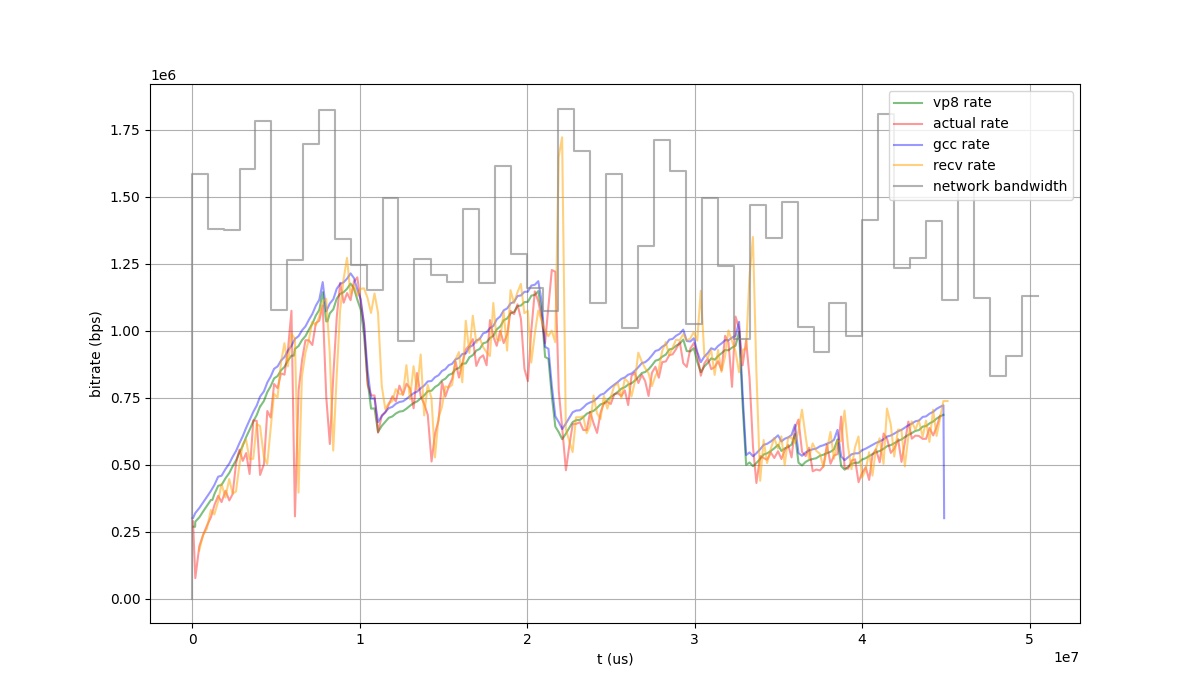 1e6
vp8 rate
actual rate
gcc rate
recv rate
network bandwidth
1.75
1.50
1.25
1.00
0.75
0.50
0.25
0.00
bitrate (bps)
0
1
2
3
4
5
t (us)
1e7